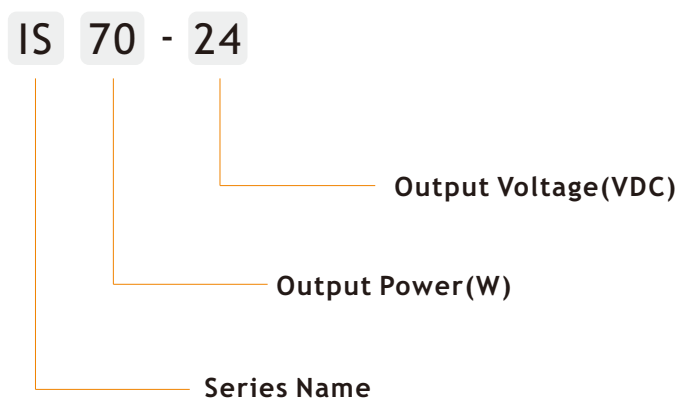 IS 70 - 24
Output Voltage(VDC)
Output Power(W)
Series Name